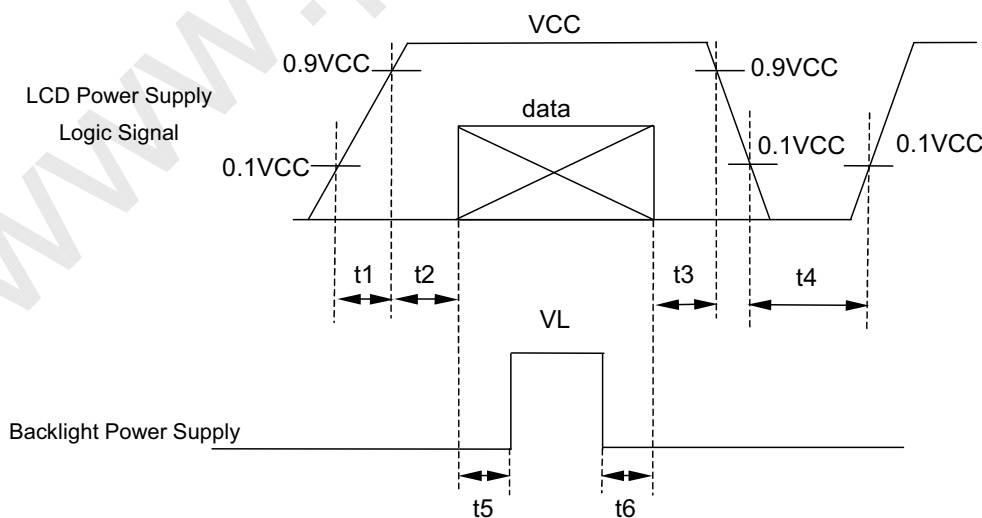 VCC
0.9VCC
0.9VCC
LCD Power Supply
Logic Signal
data
0.1VCC
0.1VCC
0.1VCC
t1
t2
t3
t4
VL
Backlight Power Supply
t5
t6